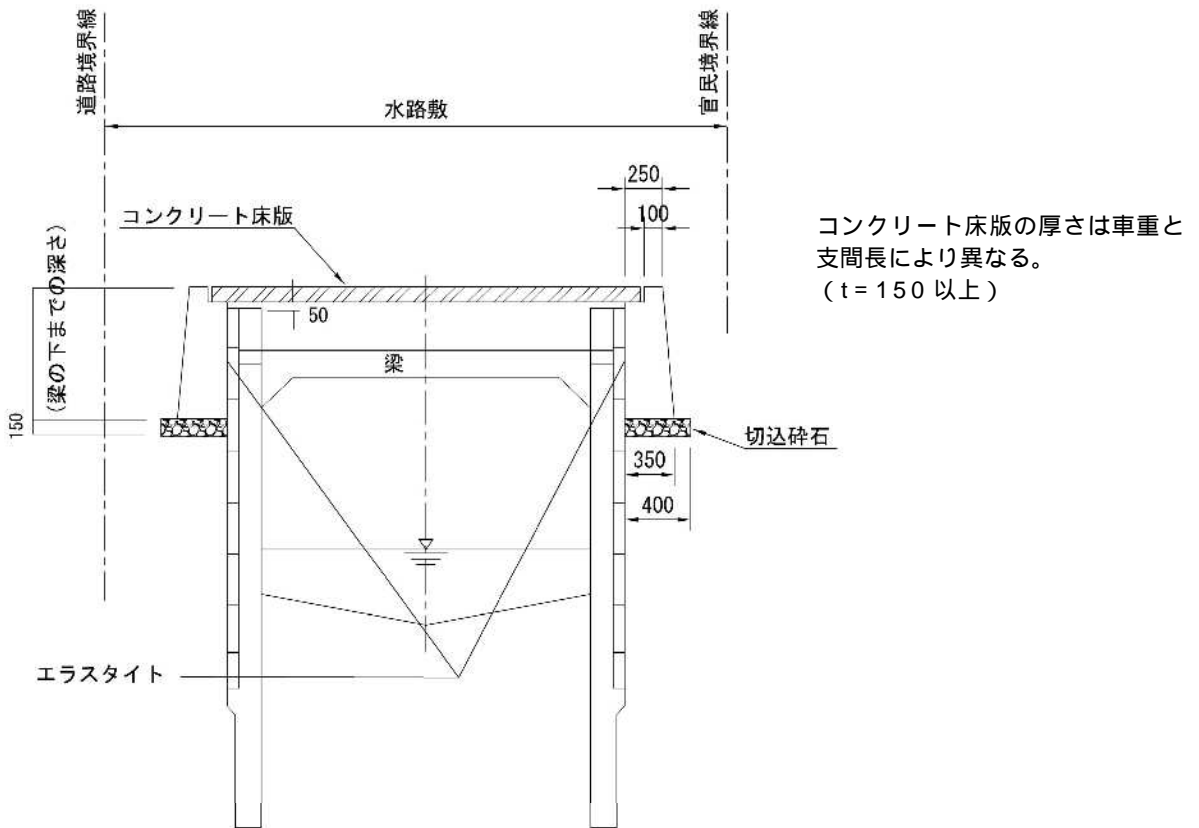 道路境界線
官民境界線
水路敷
250
100
コンクリート床版
コンクリート床版の厚さは車重と
支間長により異なる。
(t=150以上)
(梁の下までの深さ)
50
梁
150
切込砕石
350
400
エラスタイト